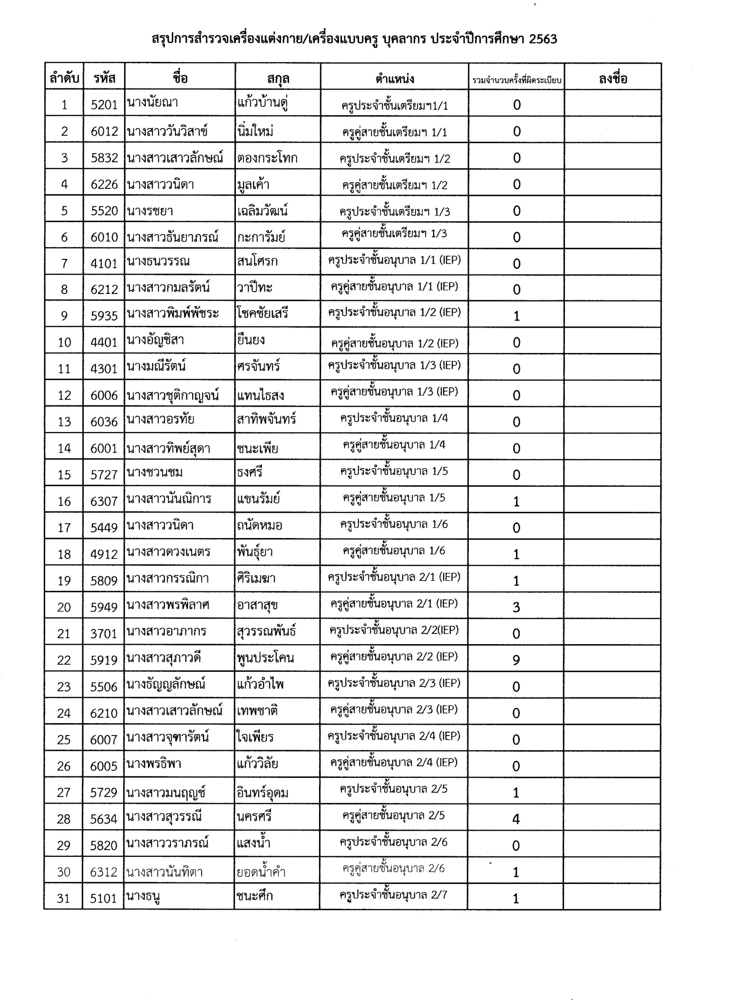 สรุปการสำรวจเครื่องแต่งกาย/เครื่องแบบครู บุคลากร ประจำปีการศึกษา 2563
ลำดับ รหัส ชื่อ สกุล ตำแหน่ง รวมจำนวนครั้งที่ผิดระเบียบ ลงชื่อ
1 5201 นางนัยณา แก้วบ้านดู่ ครูประจำชั้นเตรียมฯ1/1 0
2 6012 นางสาววันวิสาข์ นิ่มใหม่ ครูคู่สายชั้นเตรียมฯ 1/1 0
3 5832 นางสาวเสาวลักษณ์ ตองกระโทก ครูประจำชั้นเตรียมฯ 1/2 0
4 6226 นางสาววนิดา มูลเค้า ครูคู่สายชั้นเตรียมฯ 1/2 0
5 5520 นางรชยา เฉลิมวัฒน์ ครูประจำชั้นเตรียมฯ 1/3 0
6 6010 นางสาวธันยาภรณ์ กะการัมย์ ครูคู่สายชั้นเตรียมฯ 1/3 0
7 4101 นางธนวรรณ สนโศรก ครูประจำชั้นอนุบาล 1/1 (IEP) 0
8 6212 นางสาวกมลรัตน์ วาปีทะ ครูคู่สายชั้นอนุบาล 1/1 (IEP) 0
9 5935 นางสาวพิมพ์พัชระ โชคชัยเสรี ครูประจำชั้นอนุบาล 1/2 (IEP) 1
10 4401 นางอัญชิสา ยืนยง ครูคู่สายชั้นอนุบาล 1/2 (IEP) 0
11 4301 นางมณีรัตน์ ศรจันทร์ ครูประจำชั้นอนุบาล 1/3 (IEP) 0
12 6006 นางสาวชุติกาญจน์ แทนไธสง ครูคู่สายชั้นอนุบาล 1/3 (IEP) 0
13 6036 นางสาวอรทัย สาทิพจันทร์ ครูประจำชั้นอนุบาล 1/4 0
14 6001 นางสาวทิพย์สุดา ชนะเพีย ครูคู่สายชั้นอนุบาล 1/4 0
15 5727 นางชวนชม ธงศรี ครูประจำชั้นอนุบาล 1/5 0
16 6307 นางสาวนันณิการ แขนรัมย์ ครูคู่สายชั้นอนุบาล 1/5 1
17 5449 นางสาววนิดา ถนัดหมอ ครูประจำชั้นอนุบาล 1/6 0
18 4912 นางสาวดวงเนตร พันธุ์ยา ครูคู่สายชั้นอนุบาล 1/6 1
19 5809 นางสาวกรรณิกา ศิริเมฆา ครูประจำชั้นอนุบาล 2/1 (IEP) 1
20 5949 นางสาวพรพิลาศ อาสาสุข ครูคู่สายชั้นอนุบาล 2/1 (IEP) 3
21 3701 นางสาวอาภากร สุวรรณพันธ์ ครูประจำชั้นอนุบาล 2/2(IEP) 0
22 5919 นางสาวสุภาวดี พูนประโคน ครูคู่สายชั้นอนุบาล 2/2 (IEP) 9
23 5506 นางธัญญลักษณ์ แก้วอำไพ ครูประจำชั้นอนุบาล 2/3 (IEP) 0
24 6210 นางสาวเสาวลักษณ์ เทพชาติ ครูคู่สายชั้นอนุบาล 2/3 (IEP) 0
25 6007 นางสาวจุฑารัตน์ ใจเพียร ครูประจำชั้นอนุบาล 2/4 (IEP) 0
26 6005 นางพรธิพา แก้ววิลัย ครูคู่สายชั้นอนุบาล 2/4 (IEP) 0
27 5729 นางสาวมนฤญช์ อินทร์อุดม ครูประจำชั้นอนุบาล 2/5 1
28 5634 นางสาวสุวรรณี นครศรี ครูคู่สายชั้นอนุบาล 2/5 4
29 5820 นางสาววราภรณ์ แสงน้ำ ครูประจำชั้นอนุบาล 2/6 0
30 6312 นางสาวนันทิตา ยอดน้ำคำ ครูคู่สายชั้นอนุบาล 2/6 1
31 5101 นางธนู ชนะศึก ครูประจำชั้นอนุบาล 2/7 1